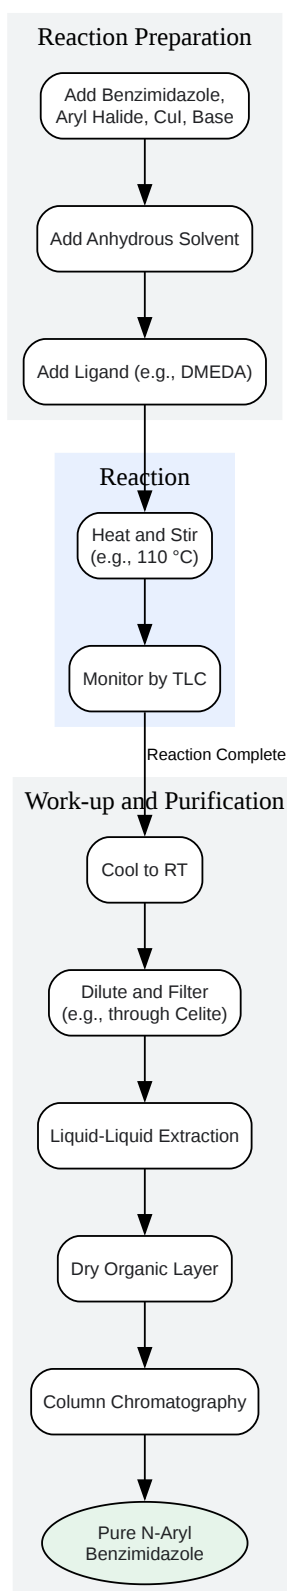 Reaction Preparation
Add Benzimidazole,
Aryl Halide, CuI, Base
Add Anhydrous Solvent
Add Ligand (e.g., DMEDA)
Reaction
Heat and Stir
(e.g., 110 °C)
Monitor by TLC
Reaction Complete
Work-up and Purification
Cool to RT
Dilute and Filter
(e.g., through Celite)
Liquid-Liquid Extraction
Dry Organic Layer
Column Chromatography
Pure N-Aryl
Benzimidazole